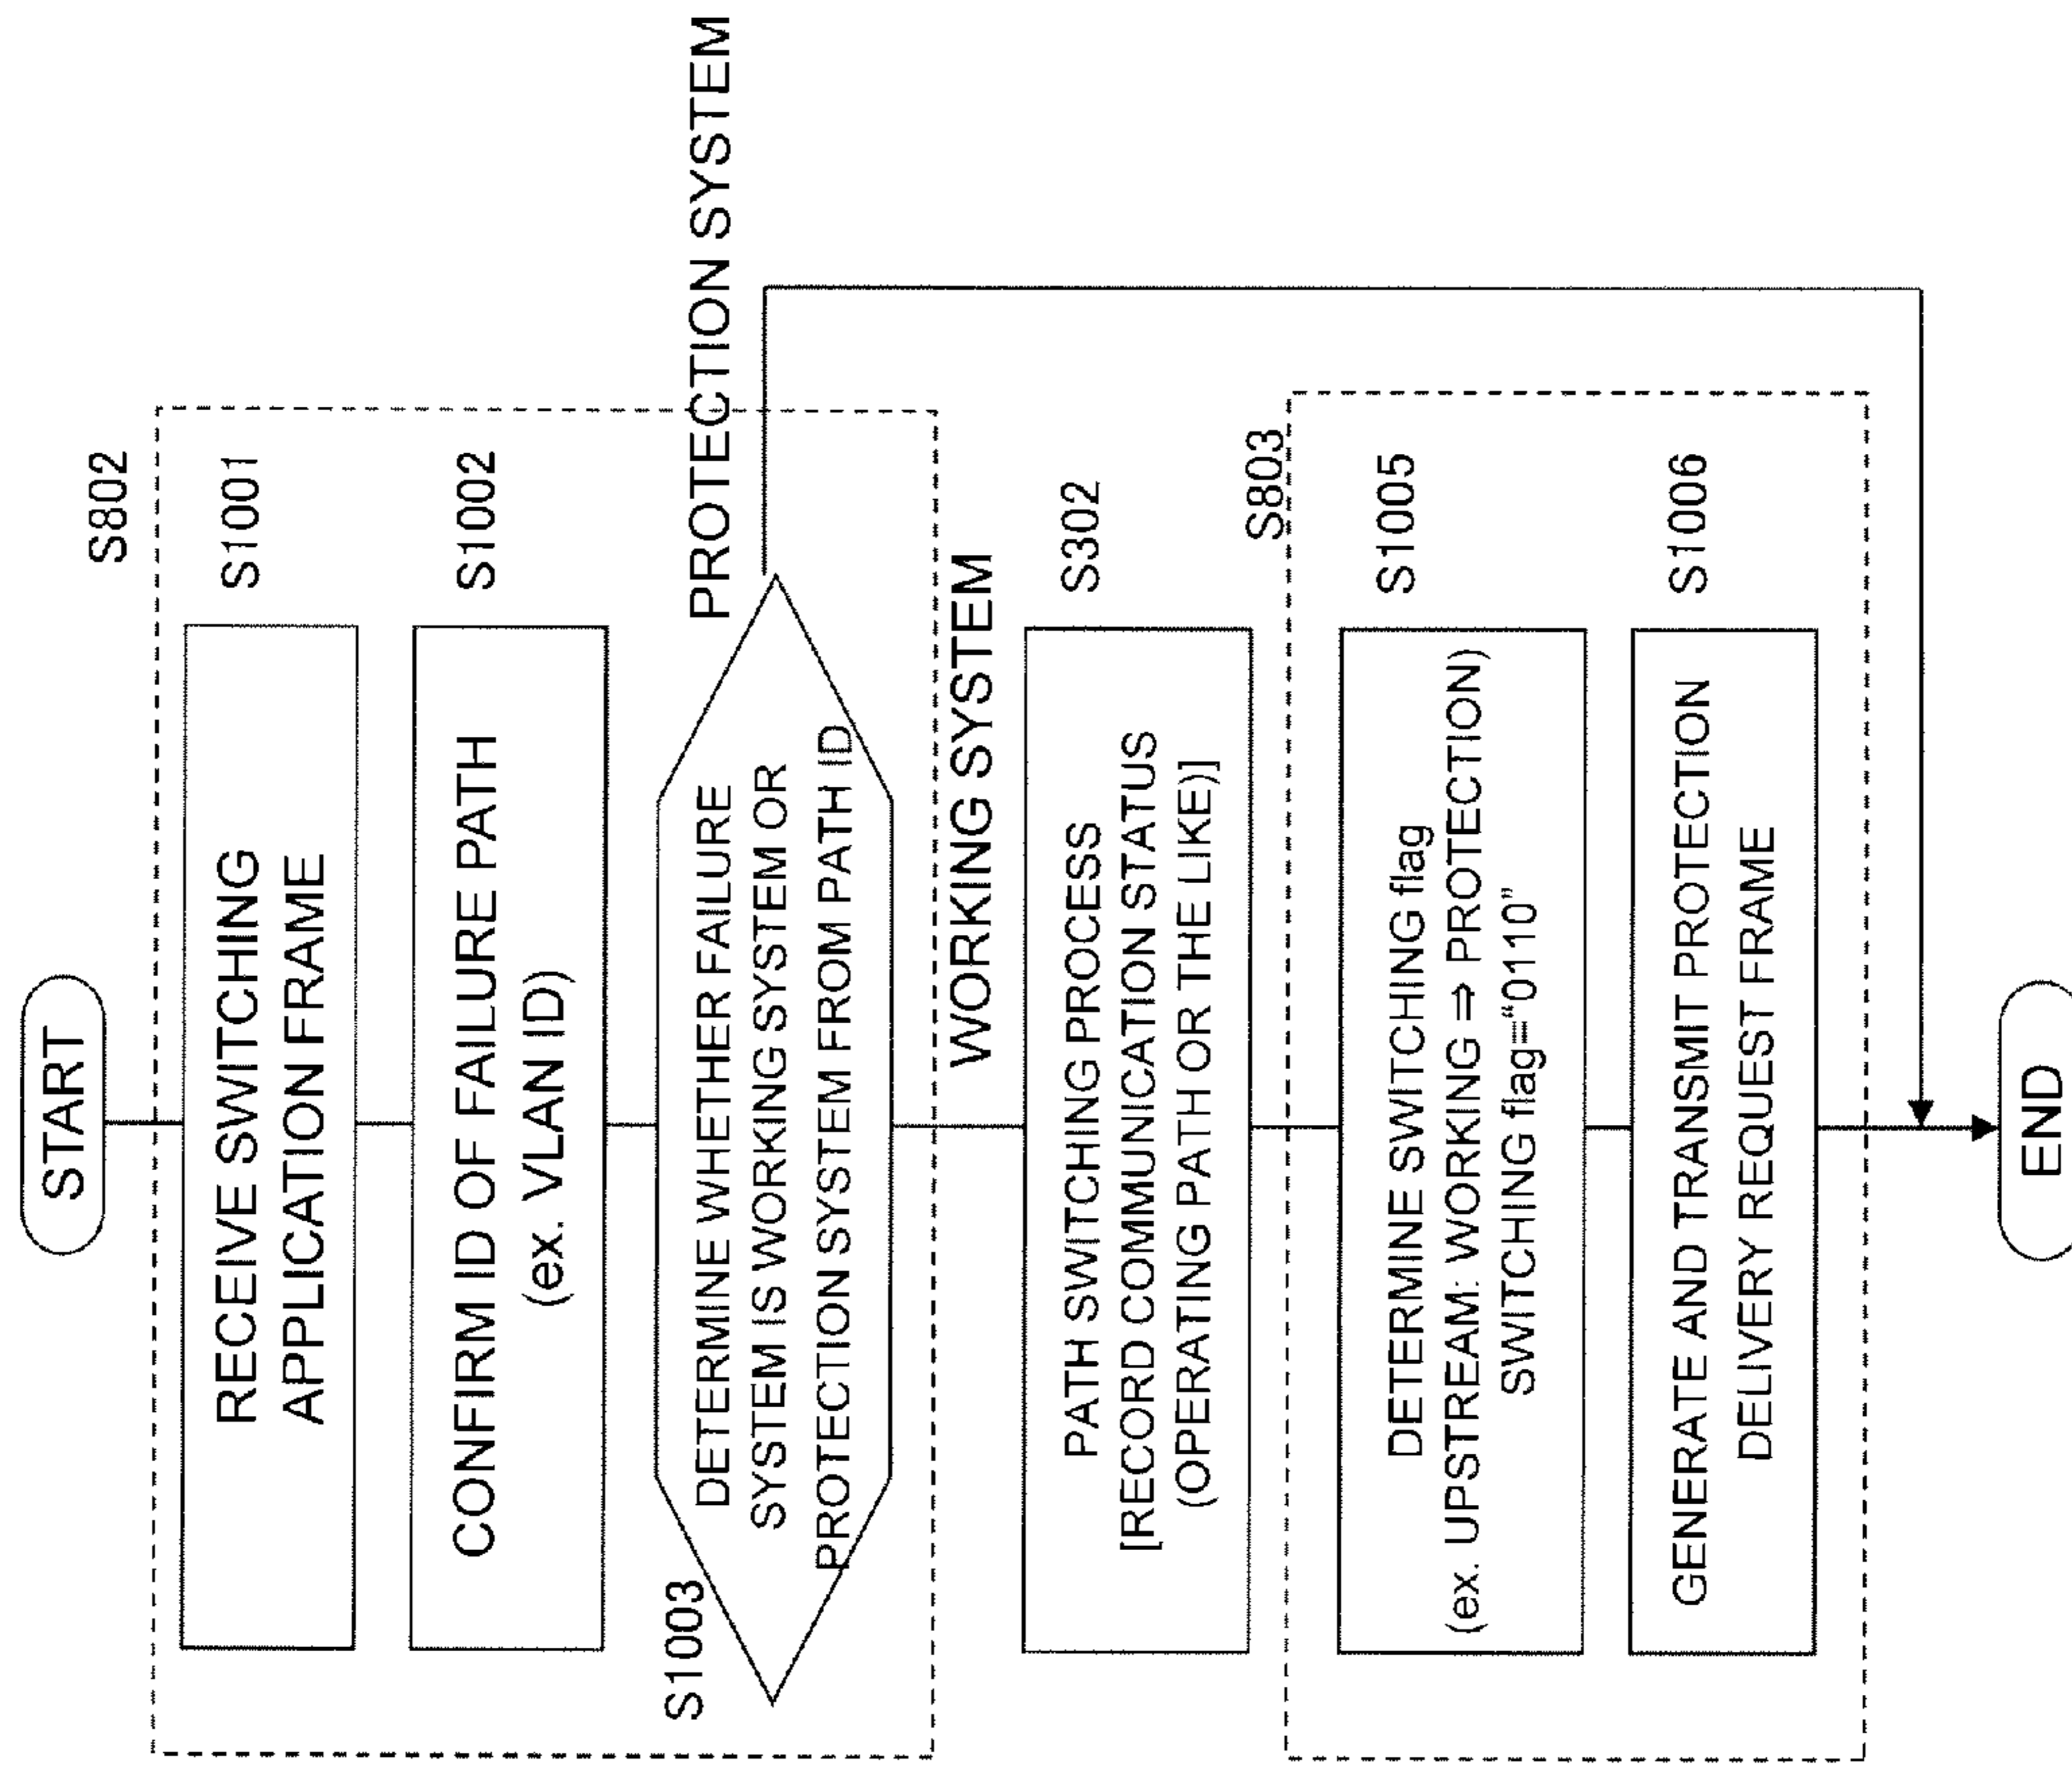 START
S802
S1001
RECEIVE SWITCHING
APPLICATION FRAME
S1002
CONFIRM ID OF FAILURE PATH
(ex. VLAN ID)
S1003
DETERMINE WHETHER FAILURE
SYSTEM IS WORKING SYSTEM OR
PROTECTION SYSTEM FROM PATH ID
PROTECTION SYSTEM
WORKING SYSTEM
S302
PATH SWITCHING PROCESS
[RECORD COMMUNICATION STATUS
(OPERATING PATH OR THE LIKE)]
S803
S1005
DETERMINE SWITCHING flag
(ex. UPSTREAM: WORKING ⇒ PROTECTION)
SWITCHING flag=“0110”
S1006
GENERATE AND TRANSMIT PROTECTION
DELIVERY REQUEST FRAME
END